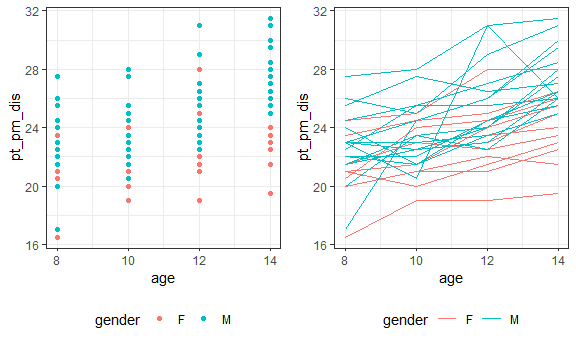 32
28
24
20
16
pt_pm_dis
8 10 12 14
age
gender F M
32
28
24
20
16
pt_pm_dis
8 10 12 14
age
gender F M